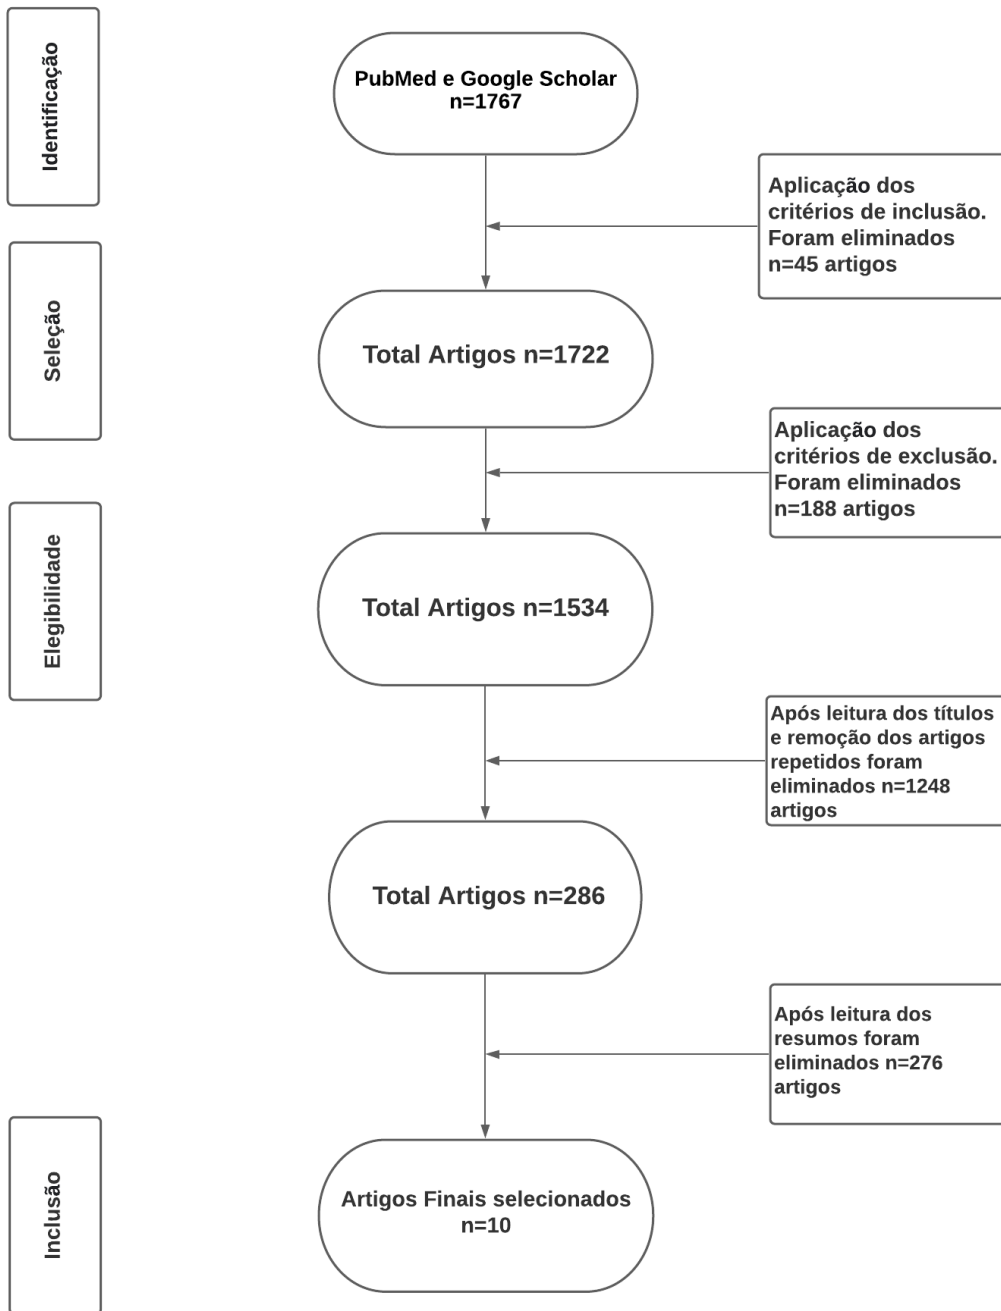 Identificação
PubMed e Google Scholar
n=1767
Aplicação dos
critérios de inclusão.
Foram eliminados
n=45 artigos
Seleção
Total Artigos n=1722
Aplicação dos
critérios de exclusão.
Foram eliminados
n=188 artigos
Elegibilidade
Total Artigos n=1534
Após leitura dos títulos
e remoção dos artigos
repetidos foram
eliminados n=1248
artigos
Total Artigos n=286
Após leitura dos
resumos foram
eliminados n=276
artigos
Inclusão
Artigos Finais selecionados
n=10